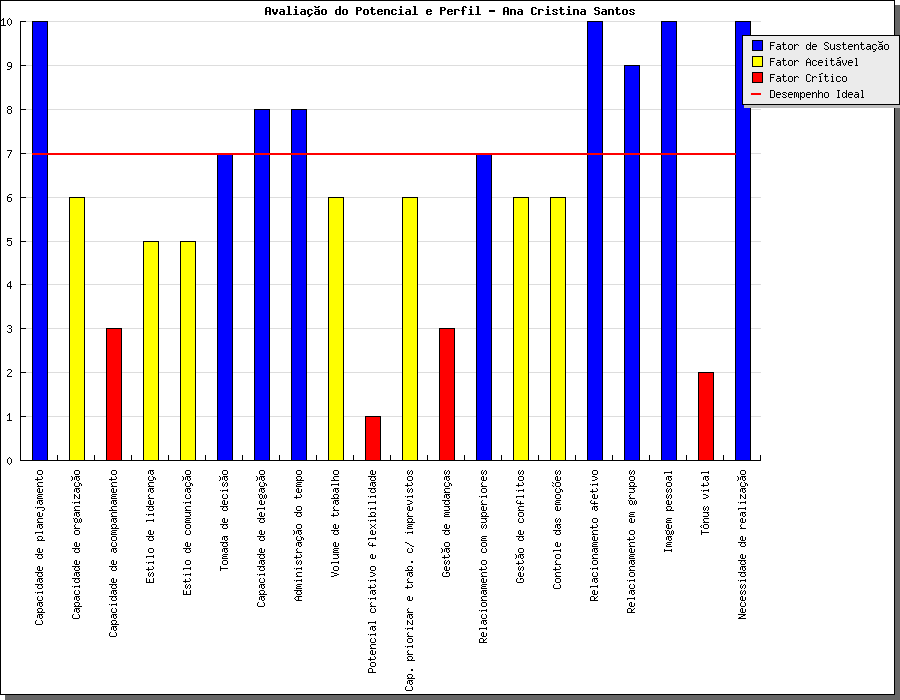 Avaliação do Potencial e Perfil - Ana Cristina Santos
Fator de Sustentação
Fator Aceitável
Fator Crítico
Desempenho Ideal
10
9
8
7
6
5
4
3
2
1
0
Capacidade de planejamento
Capacidade de organização
Capacidade de acompanhamento
Estilo de liderança
Estilo de comunicação
Tomada de decisão
Capacidade de delegação
Administração do tempo
Volume de trabalho
Potencial criativo e flexibilidade
Cap. priorizar e trab. c/ imprevistos
Gestão de mudanças
Relacionamento com superiores
Gestão de conflitos
Controle das emoções
Relacionamento afetivo
Relacionamento em grupos
Imagem pessoal
Tônus vital
Necessidade de realização